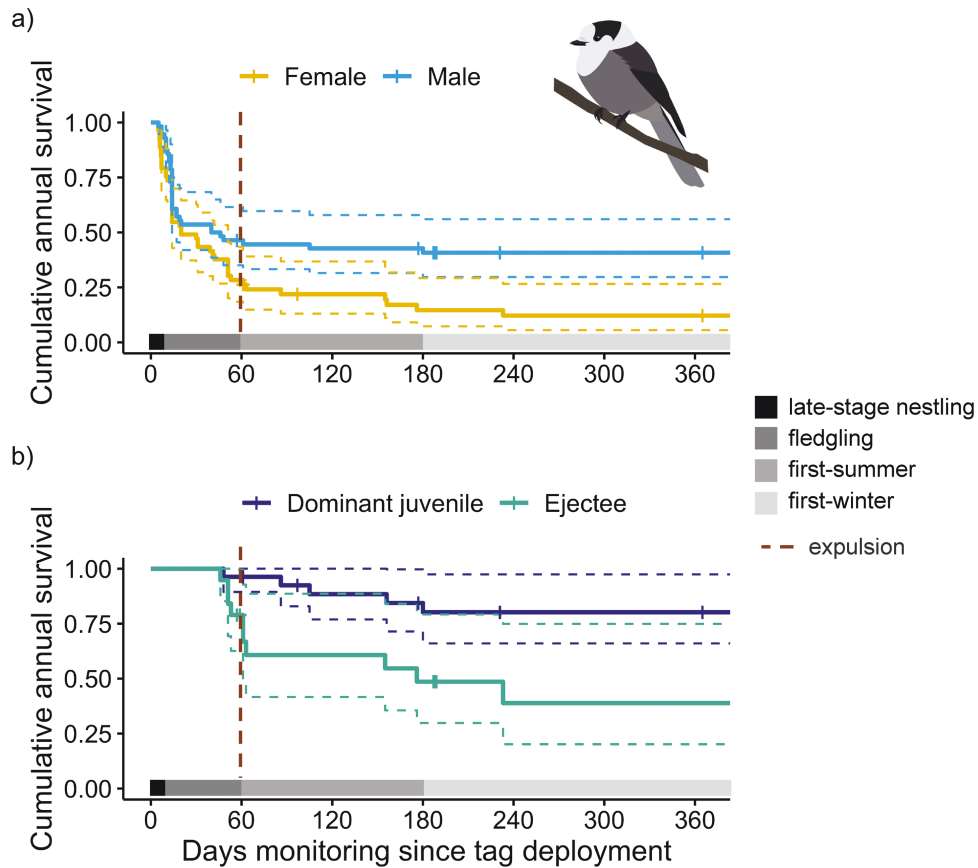 a)
Female Male
Cumulative annual survival
1.00
0.75
0.50
0.25
0.00
0 60 120 180 240 300 360
late-stage nestling
fledgling
first-summer
first-winter
expulsion
b)
Dominant juvenile Ejectee
Cumulative annual survival
1.00
0.75
0.50
0.25
0.00
0 60 120 180 240 300 360
Days monitoring since tag deployment